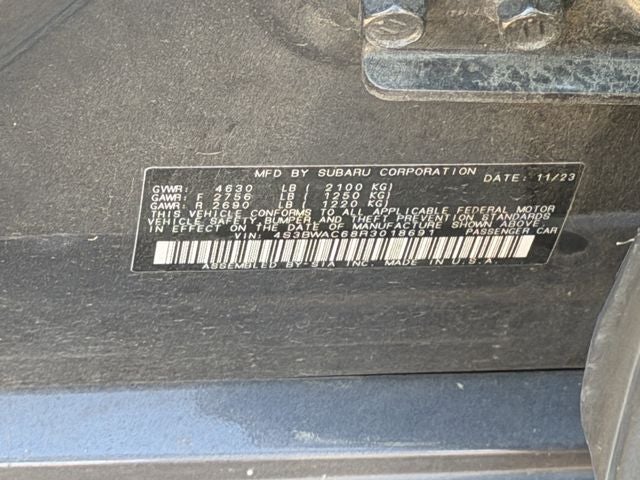 MFD BY SUBARU CORPORATION DATE: 11/23
GVWR: 4630 LB ( 2100 KG)
GAWR: F 2756 LB ( 1250 KG)
GAWR: R 2690 LB ( 1220 KG)
THIS VEHICLE CONFORMS TO ALL APPLICABLE FEDERAL MOTOR
VEHICLE SAFETY, BUMPER AND THEFT PREVENTION STANDARDS
IN EFFECT ON THE DATE OF MANUFACTURE SHOWN ABOVE.
VIN: 4S3BWAC68R3018691 PASSENGER CAR
ASSEMBLED BY SIA INC. MADE IN U.S.A